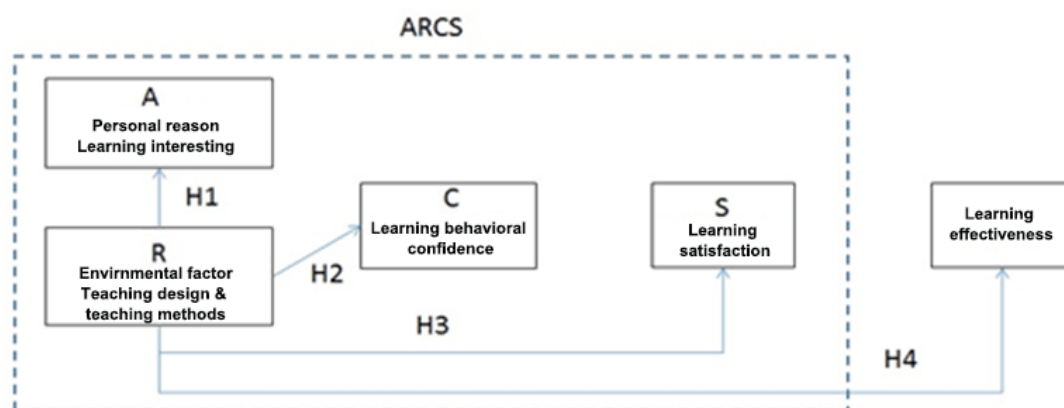 ARCS
A
Personal reason
Learning interesting
H1
R
Envirnmental factor
Teaching design &
teaching methods
H2
C
Learning behavioral
confidence
H3
S
Learning
satisfaction
Learning
effectiveness
H4